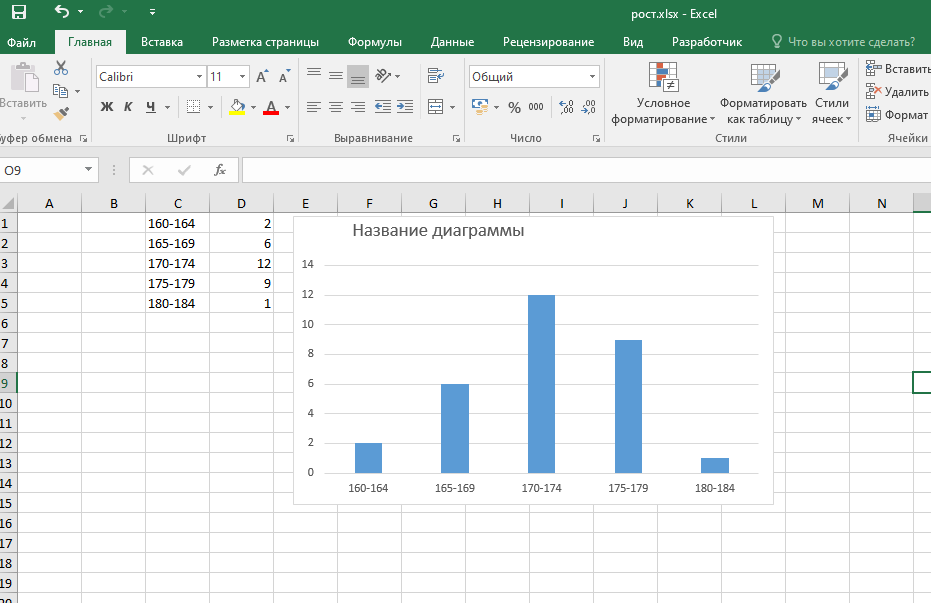 рост.xlsx - Excel
Файл Главная Вставка Разметка страницы Формулы Данные Рецензирование Вид Разработчик Что вы хотите сделать?
Вставить
уфер обмена
Calibri 11
Ж К Ч А
Шрифт
Выравнивание
Общий
% 000 ,00 ,00
Число
Условное форматирование
Форматировать как таблицу
Стили ячеек
Стили
Вставить
Удалить
Формат
Ячейки
O9 fx
A B C D E F G H I J K L M N
1 160-164 2
2 165-169 6
3 170-174 12
4 175-179 9
5 180-184 1
6
7
8
9
10
11
12
13
14
15
16
17
18
19
Название диаграммы
14
12
10
8
6
4
2
0
160-164 165-169 170-174 175-179 180-184